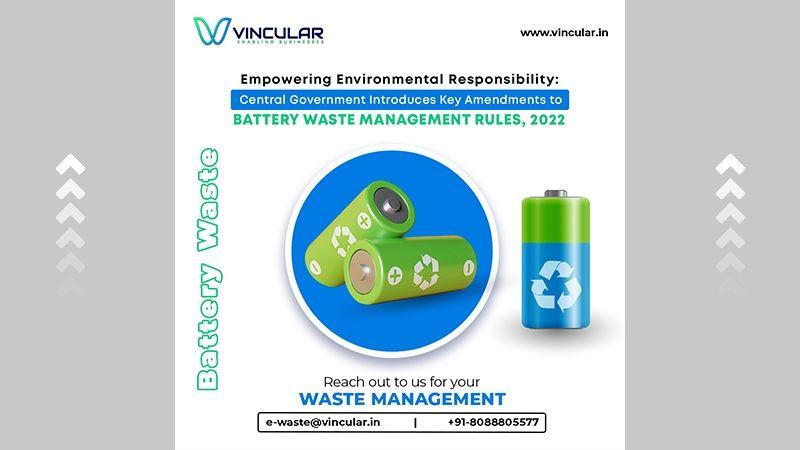 VINCULAR
ENABLING BUSINESSES
www.vincular.in
Empowering Environmental Responsibility:
Central Government Introduces Key Amendments to
BATTERY WASTE MANAGEMENT RULES, 2022
Battery Waste
Reach out to us for your
WASTE MANAGEMENT
e-waste@vincular.in | +91-8088805577